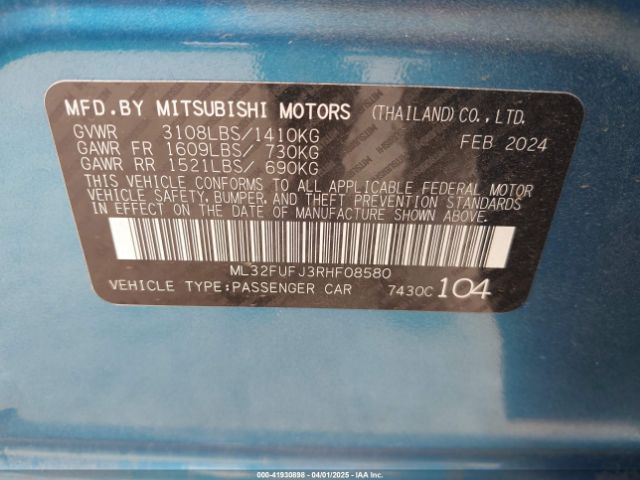 MFD.BY MITSUBISHI MOTORS (THAILAND)CO.,LTD.
GVWR 3108LBS/1410KG FEB 2024
GAWR FR 1609LBS/ 730KG
GAWR RR 1521LBS/ 690KG
THIS VEHICLE CONFORMS TO ALL APPLICABLE FEDERAL MOTOR
VEHICLE SAFETY, BUMPER, AND THEFT PREVENTION STANDARDS
IN EFFECT ON THE DATE OF MANUFACTURE SHOWN ABOVE.
ML32FUFJ3RHF08580
VEHICLE TYPE:PASSENGER CAR 7430C 104
000-41930898 - 04/01/2025 - IAAI.COM